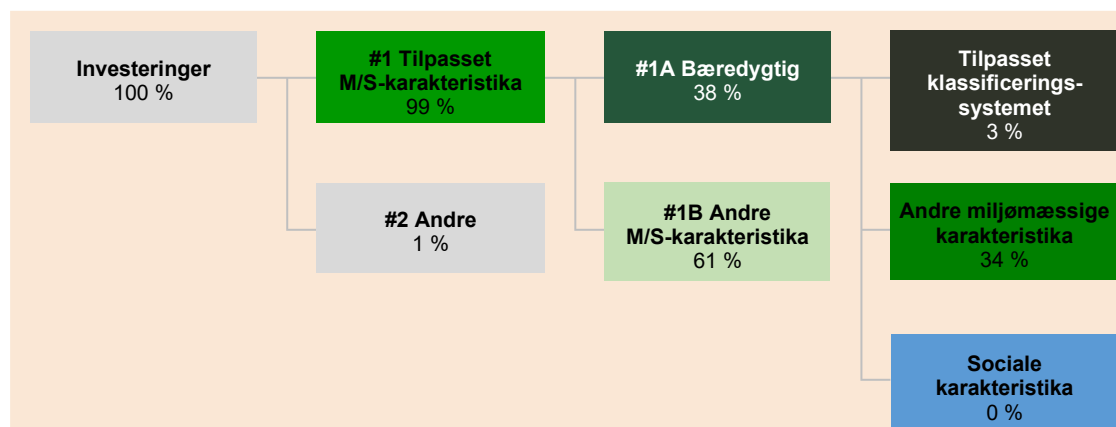 Investeringer
100 %
#1 Tilpasset
M/S-karakteristika
99 %
#2 Andre
1 %
#1A Bæredygtig
38 %
#1B Andre
M/S-karakteristika
61 %
Tilpasset
klassificerings-
systemet
3 %
Andre miljømæssige
karakteristika
34 %
Sociale
karakteristika
0 %